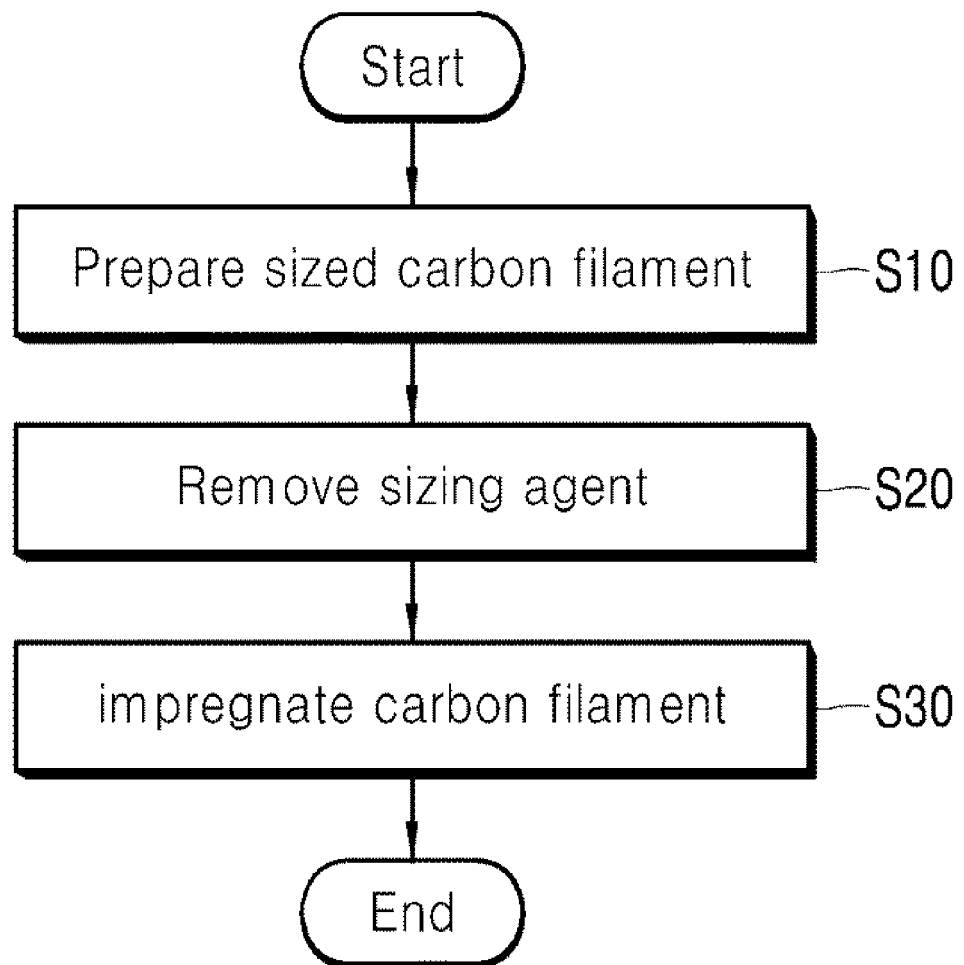 Start
Prepare sized carbon filament
S10
Remove sizing agent
S20
impregnate carbon filament
S30
End